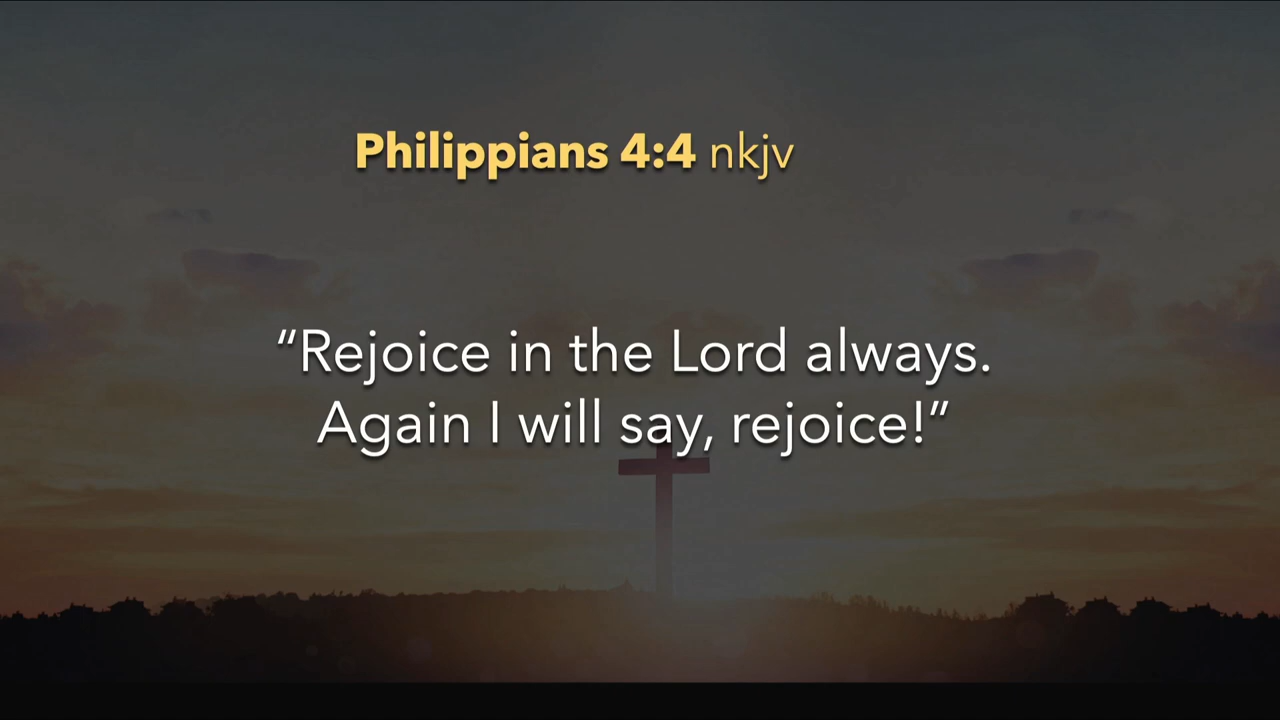 Philippians 4:4 nkjv
“Rejoice in the Lord always.
Again I will say, rejoice!”